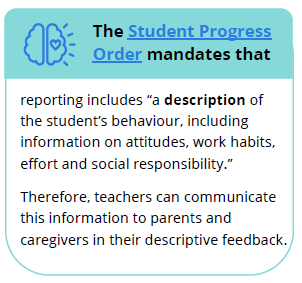 The Student Progress
Order mandates that
reporting includes “a description of
the student’s behaviour, including
information on attitudes, work habits,
effort and social responsibility.”
Therefore, teachers can communicate
this information to parents and
caregivers in their descriptive feedback.